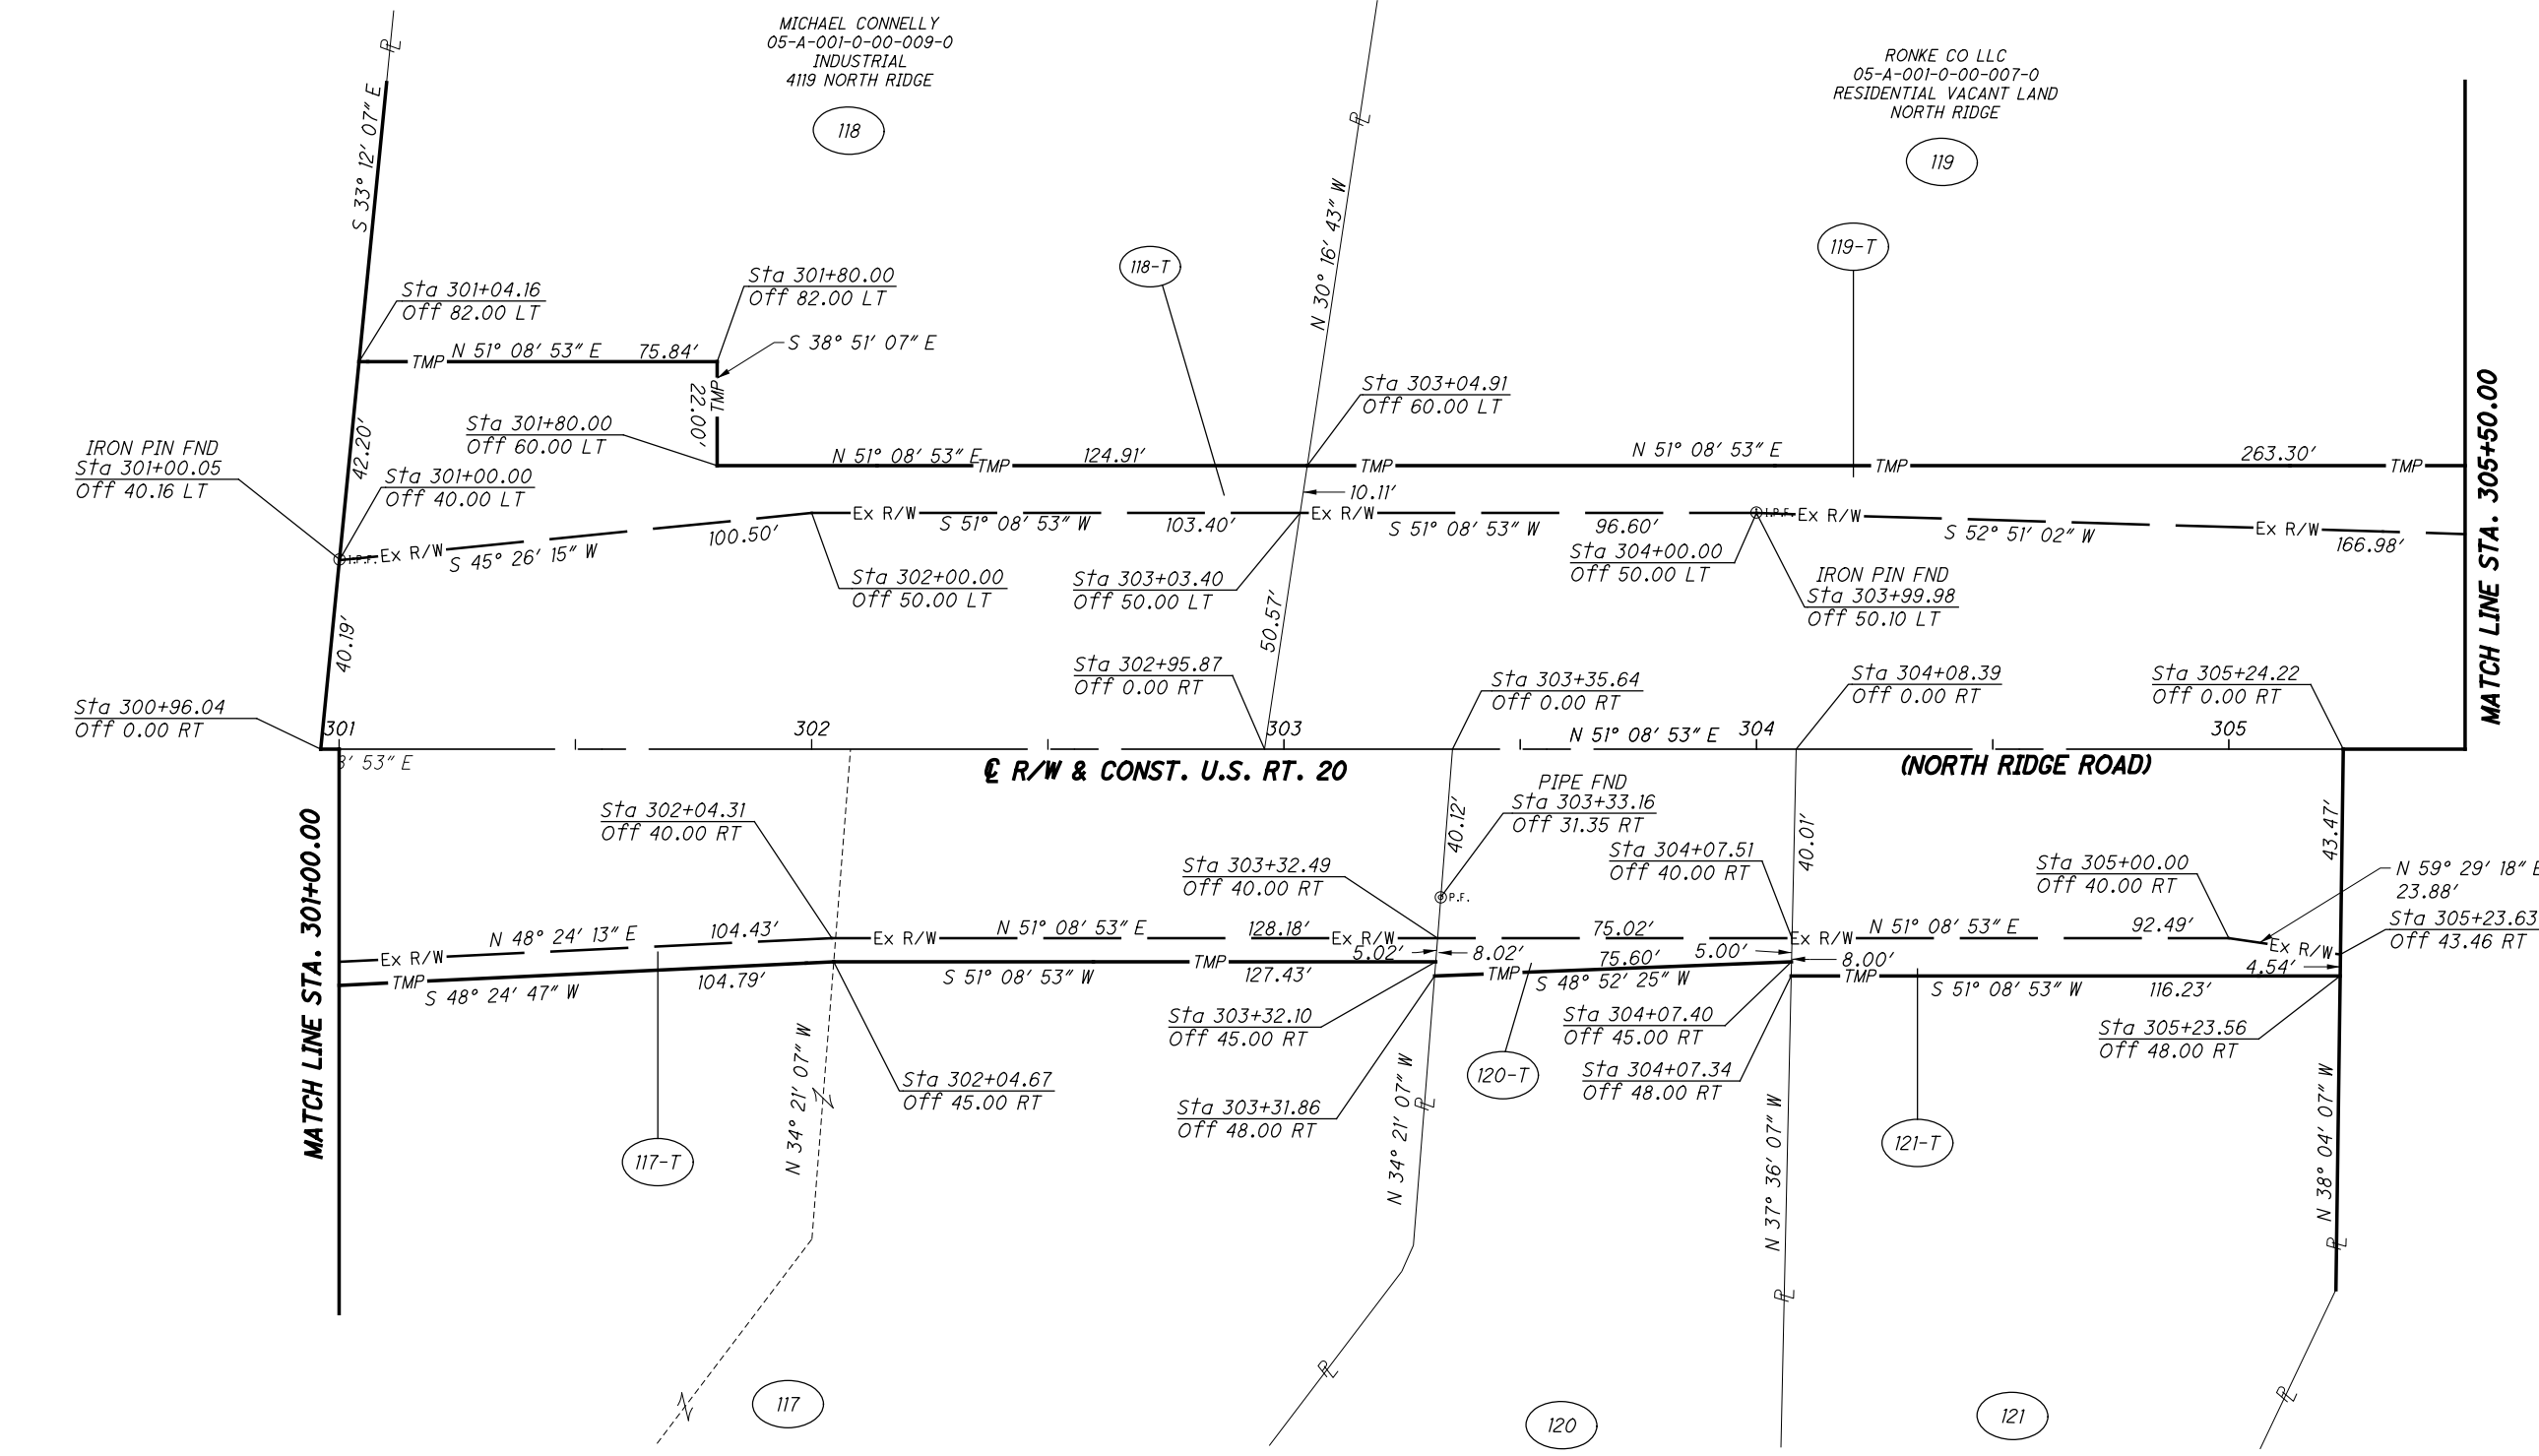 MICHAEL CONNELLY
05-A-001-0-00-009-0
INDUSTRIAL
4119 NORTH RIDGE
118
RONKE CO LLC
05-A-001-0-00-007-0
RESIDENTIAL VACANT LAND
NORTH RIDGE
119
PL
PL
S 33° 12' 07" E
N 30° 16' 43" W
118-T
119-T
Sta 301+04.16
Off 82.00 LT
Sta 301+80.00
Off 82.00 LT
N 51° 08' 53" E 75.84'
TMP
S 38° 51' 07" E
TMP
22.00'
Sta 303+04.91
Off 60.00 LT
Sta 301+80.00
Off 60.00 LT
42.20'
IRON PIN FND
Sta 301+00.05
Off 40.16 LT
Sta 301+00.00
Off 40.00 LT
N 51° 08' 53" E
TMP
124.91'
TMP
N 51° 08' 53" E
TMP
263.30'
TMP
MATCH LINE STA. 305+50.00
10.11'
I.P.F.
Ex R/W
S 45° 26' 15" W
100.50'
Ex R/W
S 51° 08' 53" W
103.40'
Ex R/W
S 51° 08' 53" W
96.60'
I.P.F.
Ex R/W
S 52° 51' 02" W
Ex R/W
166.98'
Sta 302+00.00
Off 50.00 LT
Sta 303+03.40
Off 50.00 LT
Sta 304+00.00
Off 50.00 LT
IRON PIN FND
Sta 303+99.98
Off 50.10 LT
40.19'
50.57'
Sta 300+96.04
Off 0.00 RT
Sta 302+95.87
Off 0.00 RT
Sta 303+35.64
Off 0.00 RT
Sta 304+08.39
Off 0.00 RT
Sta 305+24.22
Off 0.00 RT
301
302
303
N 51° 08' 53" E
304
305
8' 53" E
℄ R/W & CONST. U.S. RT. 20
(NORTH RIDGE ROAD)
MATCH LINE STA. 301+00.00
Sta 302+04.31
Off 40.00 RT
PIPE FND
Sta 303+33.16
Off 31.35 RT
40.12'
40.01'
43.47'
P.F.
Sta 303+32.49
Off 40.00 RT
Sta 304+07.51
Off 40.00 RT
Sta 305+00.00
Off 40.00 RT
N 59° 29' 18" E
23.88'
Sta 305+23.63
Off 43.46 RT
Ex R/W
N 48° 24' 13" E
104.43'
Ex R/W
N 51° 08' 53" E
128.18'
Ex R/W
75.02'
Ex R/W
N 51° 08' 53" E
92.49'
Ex R/W
5.02'
8.02'
5.00'
8.00'
4.54'
TMP
S 48° 24' 47" W
104.79'
S 51° 08' 53" W
TMP
127.43'
TMP
75.60'
S 48° 52' 25" W
TMP
S 51° 08' 53" W
116.23'
Sta 303+32.10
Off 45.00 RT
Sta 304+07.40
Off 45.00 RT
Sta 305+23.56
Off 48.00 RT
Sta 302+04.67
Off 45.00 RT
Sta 303+31.86
Off 48.00 RT
Sta 304+07.34
Off 48.00 RT
120-T
117-T
121-T
N 34° 21' 07" W
N 34° 21' 07" W
PL
N 37° 36' 07" W
PL
N 38° 04' 07" W
PL
PL
PL
117
120
121